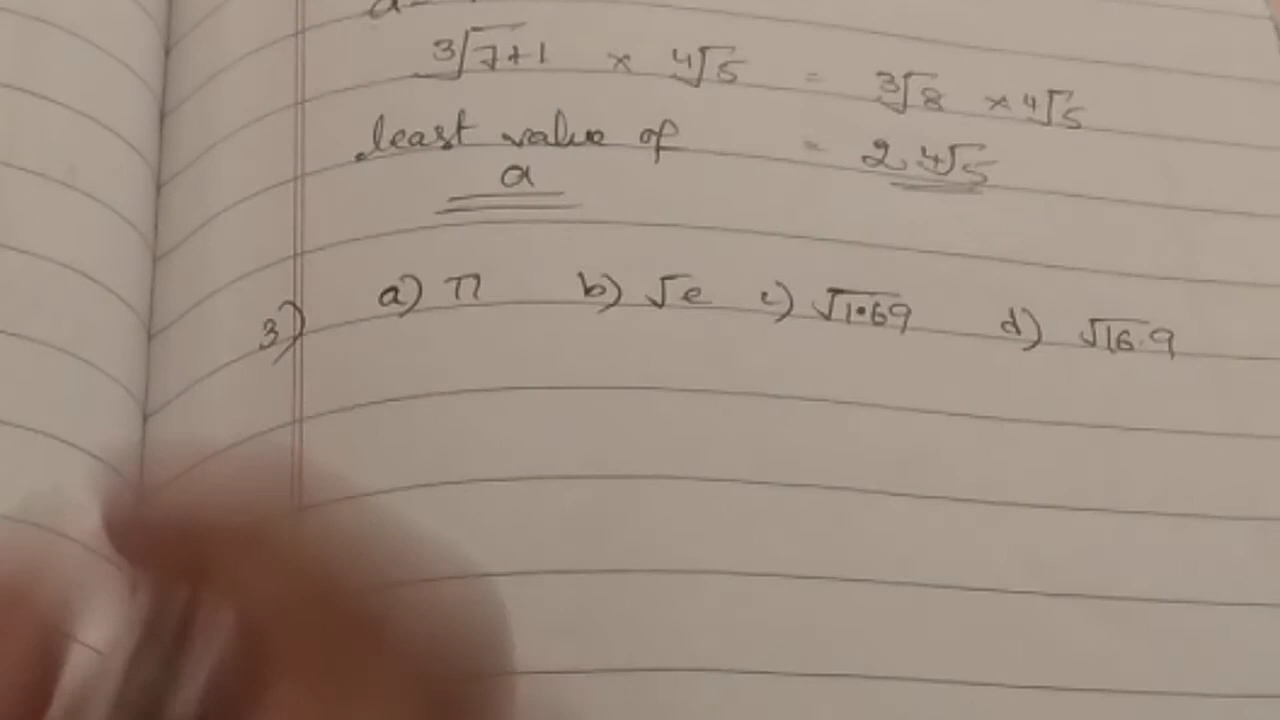 ∛7+1 × ∜5 = ∛8 × ∜5
least value of = 2 ∜5
a
3) a) π b) √e c) √1.69 d) √16.9